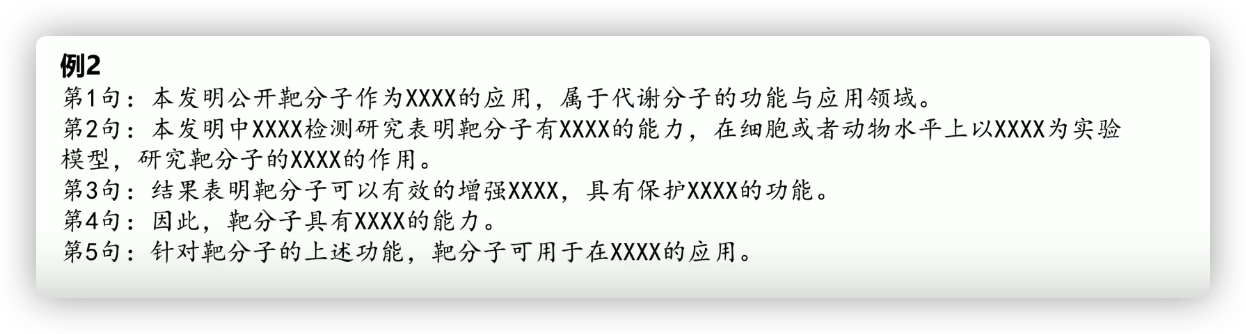 例2
第1句：本发明公开靶分子作为XXXX的应用，属于代谢分子的功能与应用领域。
第2句：本发明中XXXX检测研究表明靶分子有XXXX的能力，在细胞或者动物水平上以XXXX为实验
模型，研究靶分子的XXXX的作用。
第3句：结果表明靶分子可以有效的增强XXXX，具有保护XXXX的功能。
第4句：因此，靶分子具有XXXX的能力。
第5句：针对靶分子的上述功能，靶分子可用于在XXXX的应用。